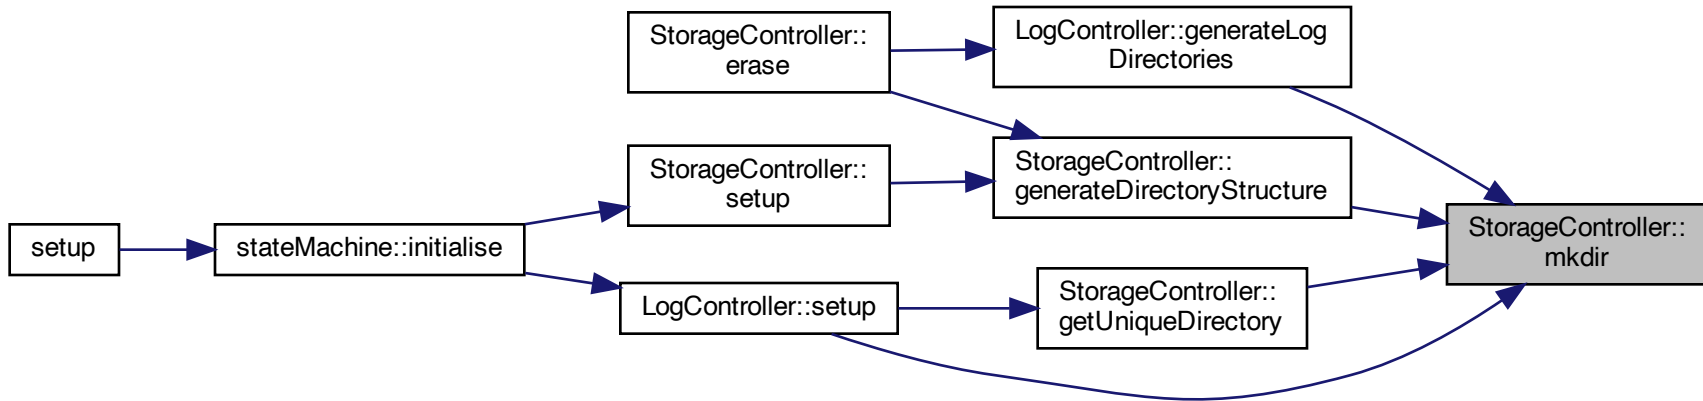 setup
stateMachine::initialise
StorageController::
erase
StorageController::
setup
LogController::setup
LogController::generateLog
Directories
StorageController::
generateDirectoryStructure
StorageController::
getUniqueDirectory
StorageController::
mkdir